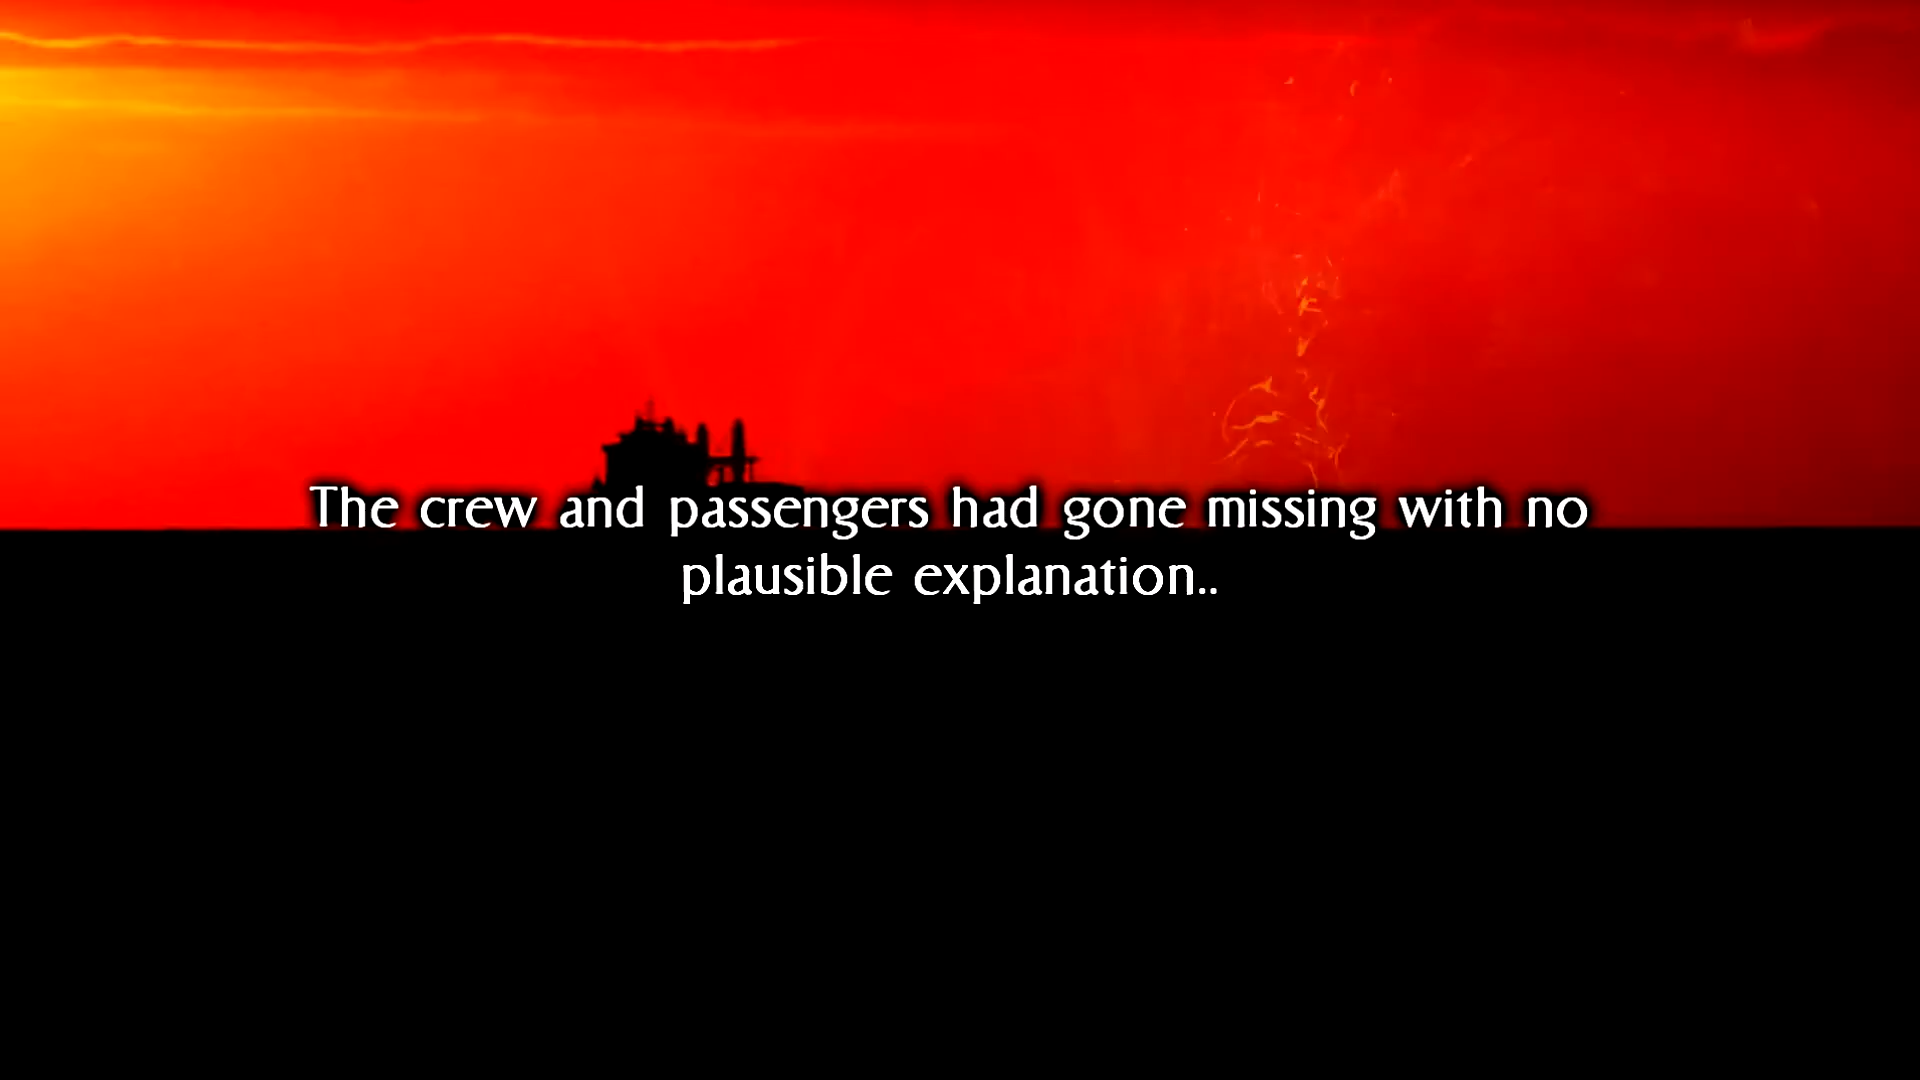 The crew and passengers had gone missing with no
plausible explanation..